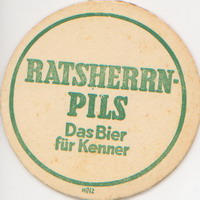 RATSHERRN-
PILS
Das Bier
für Kenner